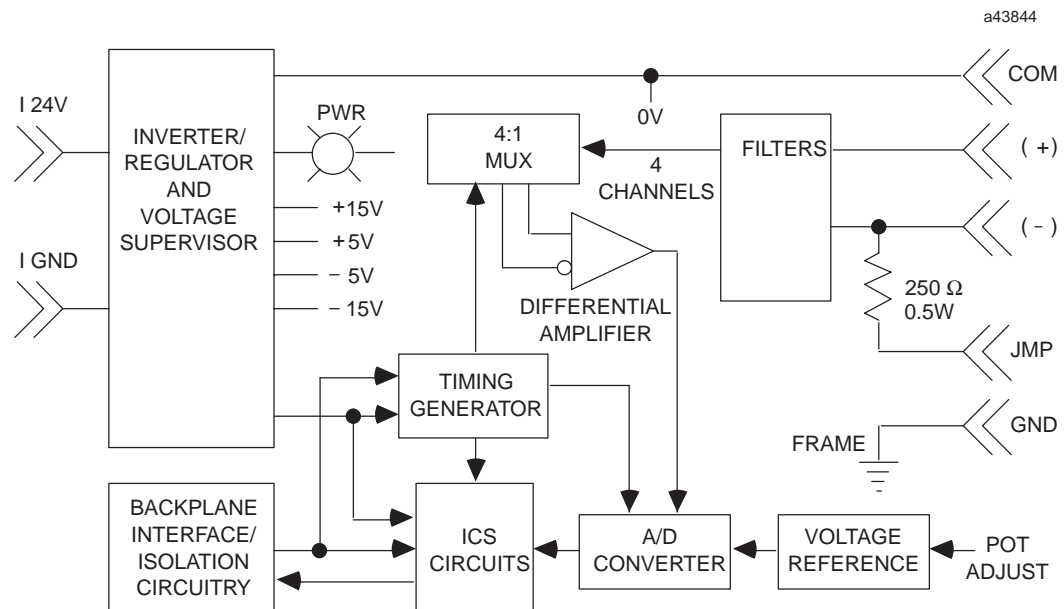 a43844
COM
I 24V
PWR
0V
4:1
MUX
FILTERS
( + )
INVERTER/
REGULATOR
AND
VOLTAGE
SUPERVISOR
4
CHANNELS
+15V
+5V
( − )
I GND
− 5V
− 15V
DIFFERENTIAL
AMPLIFIER
250 Ω
0.5W
JMP
TIMING
GENERATOR
GND
FRAME
BACKPLANE
INTERFACE/
ISOLATION
CIRCUITRY
ICS
CIRCUITS
A/D
CONVERTER
VOLTAGE
REFERENCE
POT
ADJUST